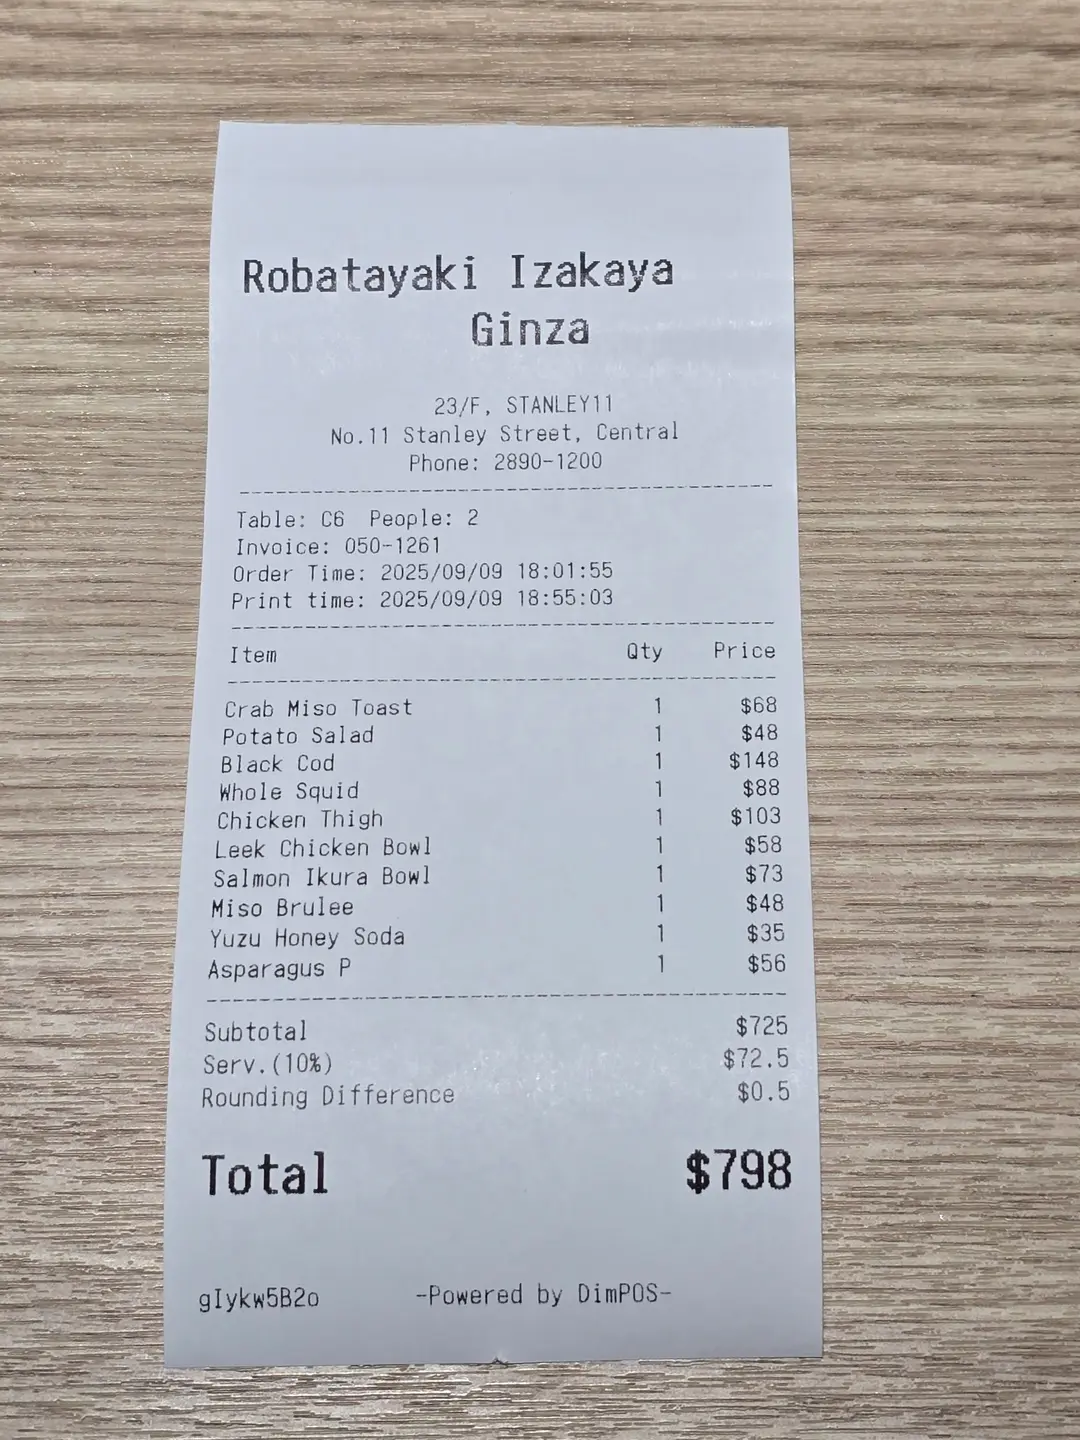 Robatayaki Izakaya
Ginza
23/F, STANLEY11
No.11 Stanley Street, Central
Phone: 2890-1200
Table: C6 People: 2
Invoice: 050-1261
Order Time: 2025/09/09 18:01:55
Print time: 2025/09/09 18:55:03
Item Qty Price
Crab Miso Toast 1 $68
Potato Salad 1 $48
Black Cod 1 $148
Whole Squid 1 $88
Chicken Thigh 1 $103
Leek Chicken Bowl 1 $58
Salmon Ikura Bowl 1 $73
Miso Brulee 1 $48
Yuzu Honey Soda 1 $35
Asparagus P 1 $56
Subtotal $725
Serv.(10%) $72.5
Rounding Difference $0.5
Total $798
gIykw5B2o -Powered by DimPOS-